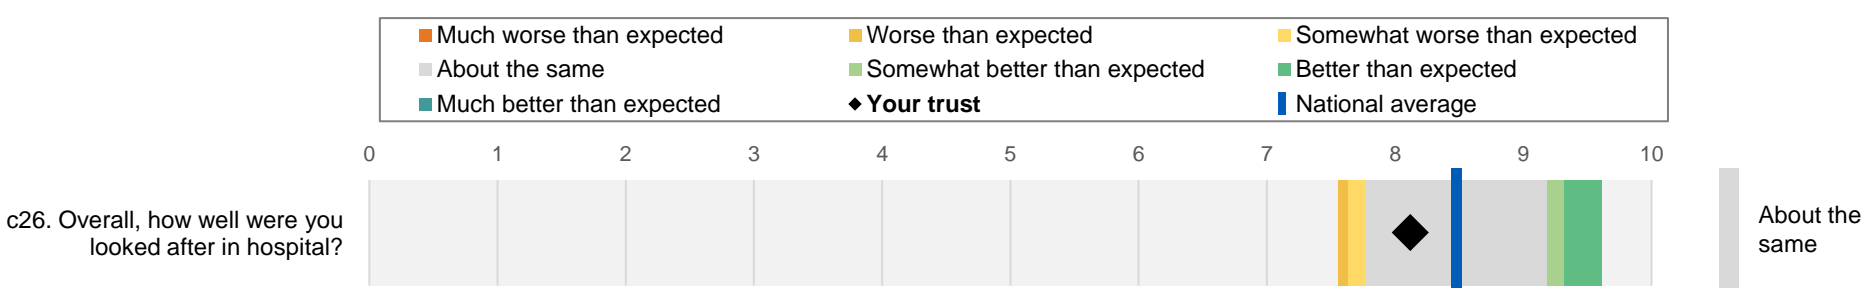 Much worse than expected
Worse than expected
Somewhat worse than expected
About the same
Somewhat better than expected
Better than expected
Much better than expected
Your trust
National average
0 1 2 3 4 5 6 7 8 9 10
c26. Overall, how well were you
looked after in hospital?
About the
same